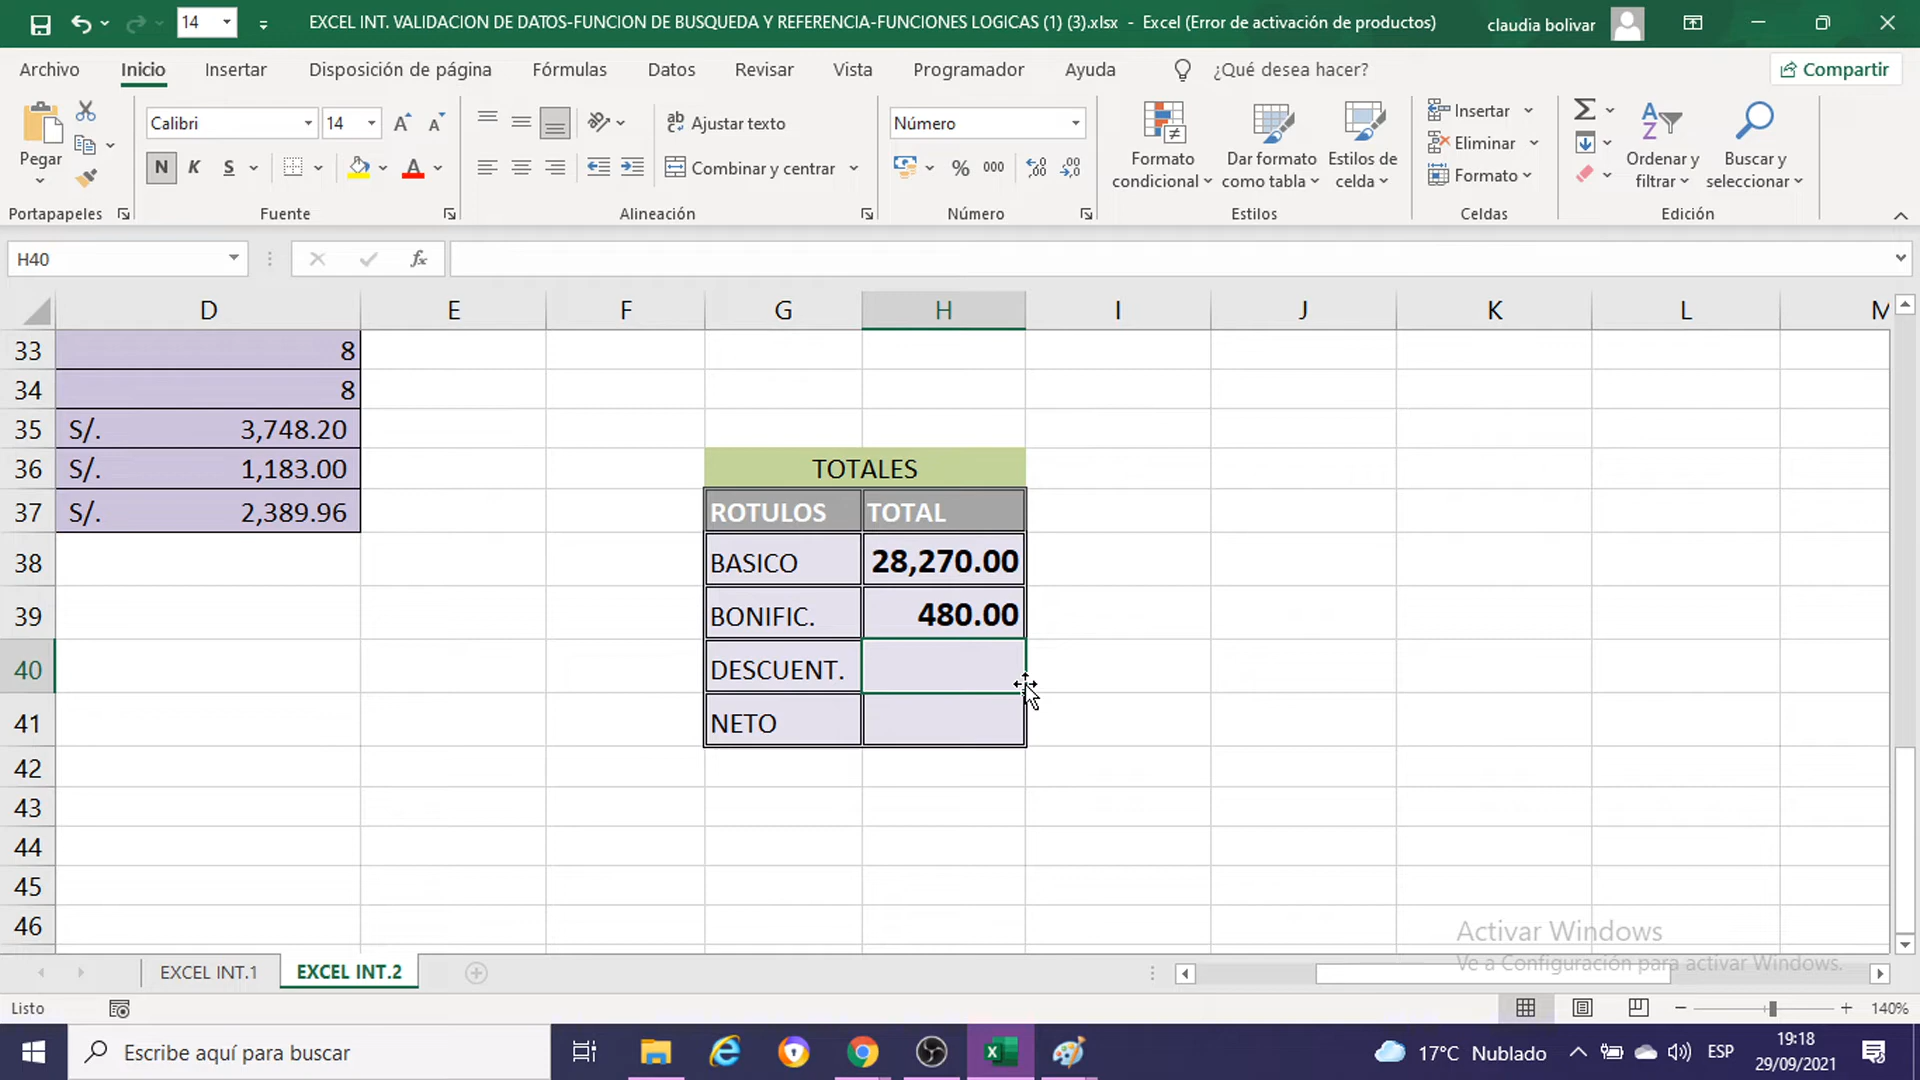 14
EXCEL INT. VALIDACION DE DATOS-FUNCION DE BUSQUEDA Y REFERENCIA-FUNCIONES LOGICAS (1) (3).xlsx - Excel (Error de activación de productos)
claudia bolivar
Archivo Inicio Insertar Disposición de página Fórmulas Datos Revisar Vista Programador Ayuda ¿Qué desea hacer? Compartir
Pegar
Calibri 14
N K S
Ajustar texto
Combinar y centrar
Número
% 000
Formato condicional
Dar formato como tabla
Estilos de celda
Insertar
Eliminar
Formato
Ordenar y filtrar
Buscar y seleccionar
Portapapeles Fuente Alineación Número Estilos Celdas Edición
H40 fx
D E F G H I J K L M
33 8
34 8
35 S/. 3,748.20
36 S/. 1,183.00 TOTALES
37 S/. 2,389.96 ROTULOS TOTAL
38 BASICO 28,270.00
39 BONIFIC. 480.00
40 DESCUENT.
41 NETO
42
43
44
45
46
Activar Windows
Ve a Configuración para activar Windows.
EXCEL INT.1 EXCEL INT.2
Listo 140%
Escribe aquí para buscar
17°C Nublado
ESP
19:18
29/09/2021